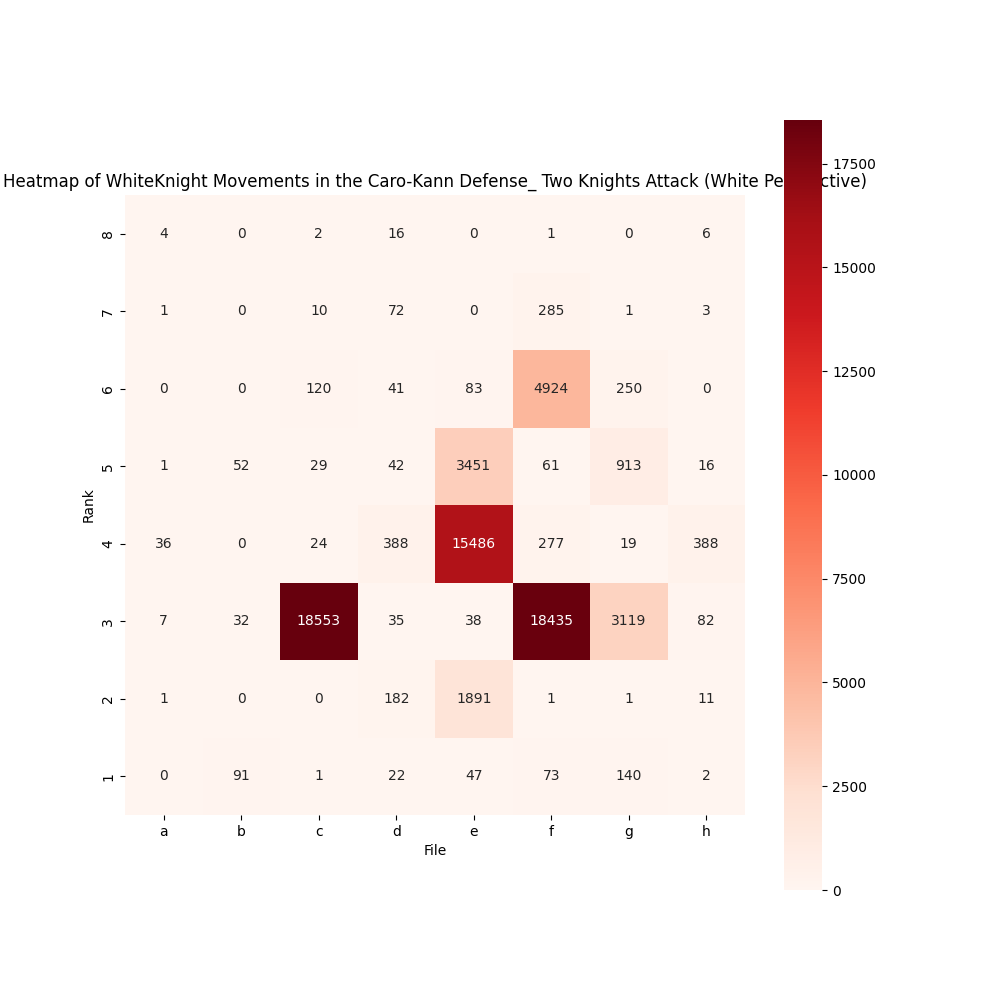 Heatmap of WhiteKnight Movements in the Caro-Kann Defense_ Two Knights Attack (White Pe ctive)
17500
15000
12500
10000
7500
5000
2500
0
Rank
8 4 0 2 16 0 1 0 6
7 1 0 10 72 0 285 1 3
6 0 0 120 41 83 4924 250 0
5 1 52 29 42 3451 61 913 16
4 36 0 24 388 15486 277 19 388
3 7 32 18553 35 38 18435 3119 82
2 1 0 0 182 1891 1 1 11
1 0 91 1 22 47 73 140 2
a b c d e f g h
File